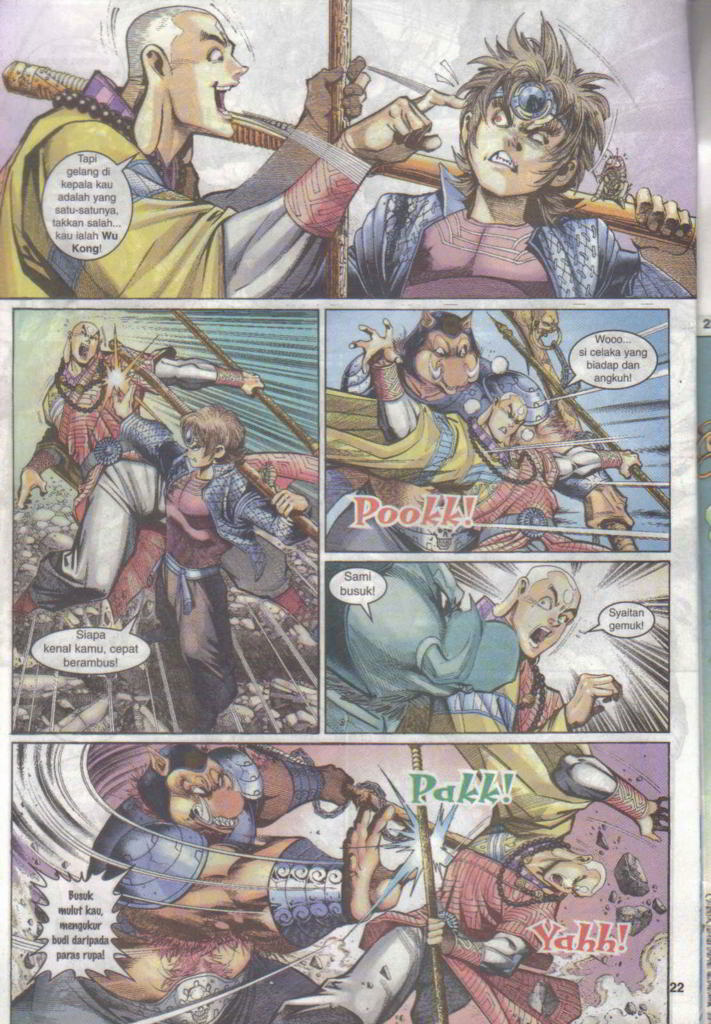 Tapi
gelang di
kepala kau
adalah yang
satu-satunya,
takkan salah...
kau ialah Wu
Kong!
Siapa
kenal kamu, cepat
berambus!
Wooo...
si celaka yang
biadap dan
angkuh!
Pookk!
Sami
busuk!
Syaitan
gemuk!
Pakk!
Busuk
mulut kau,
mengukur
budi daripada
paras rupa!
Yahh!
22